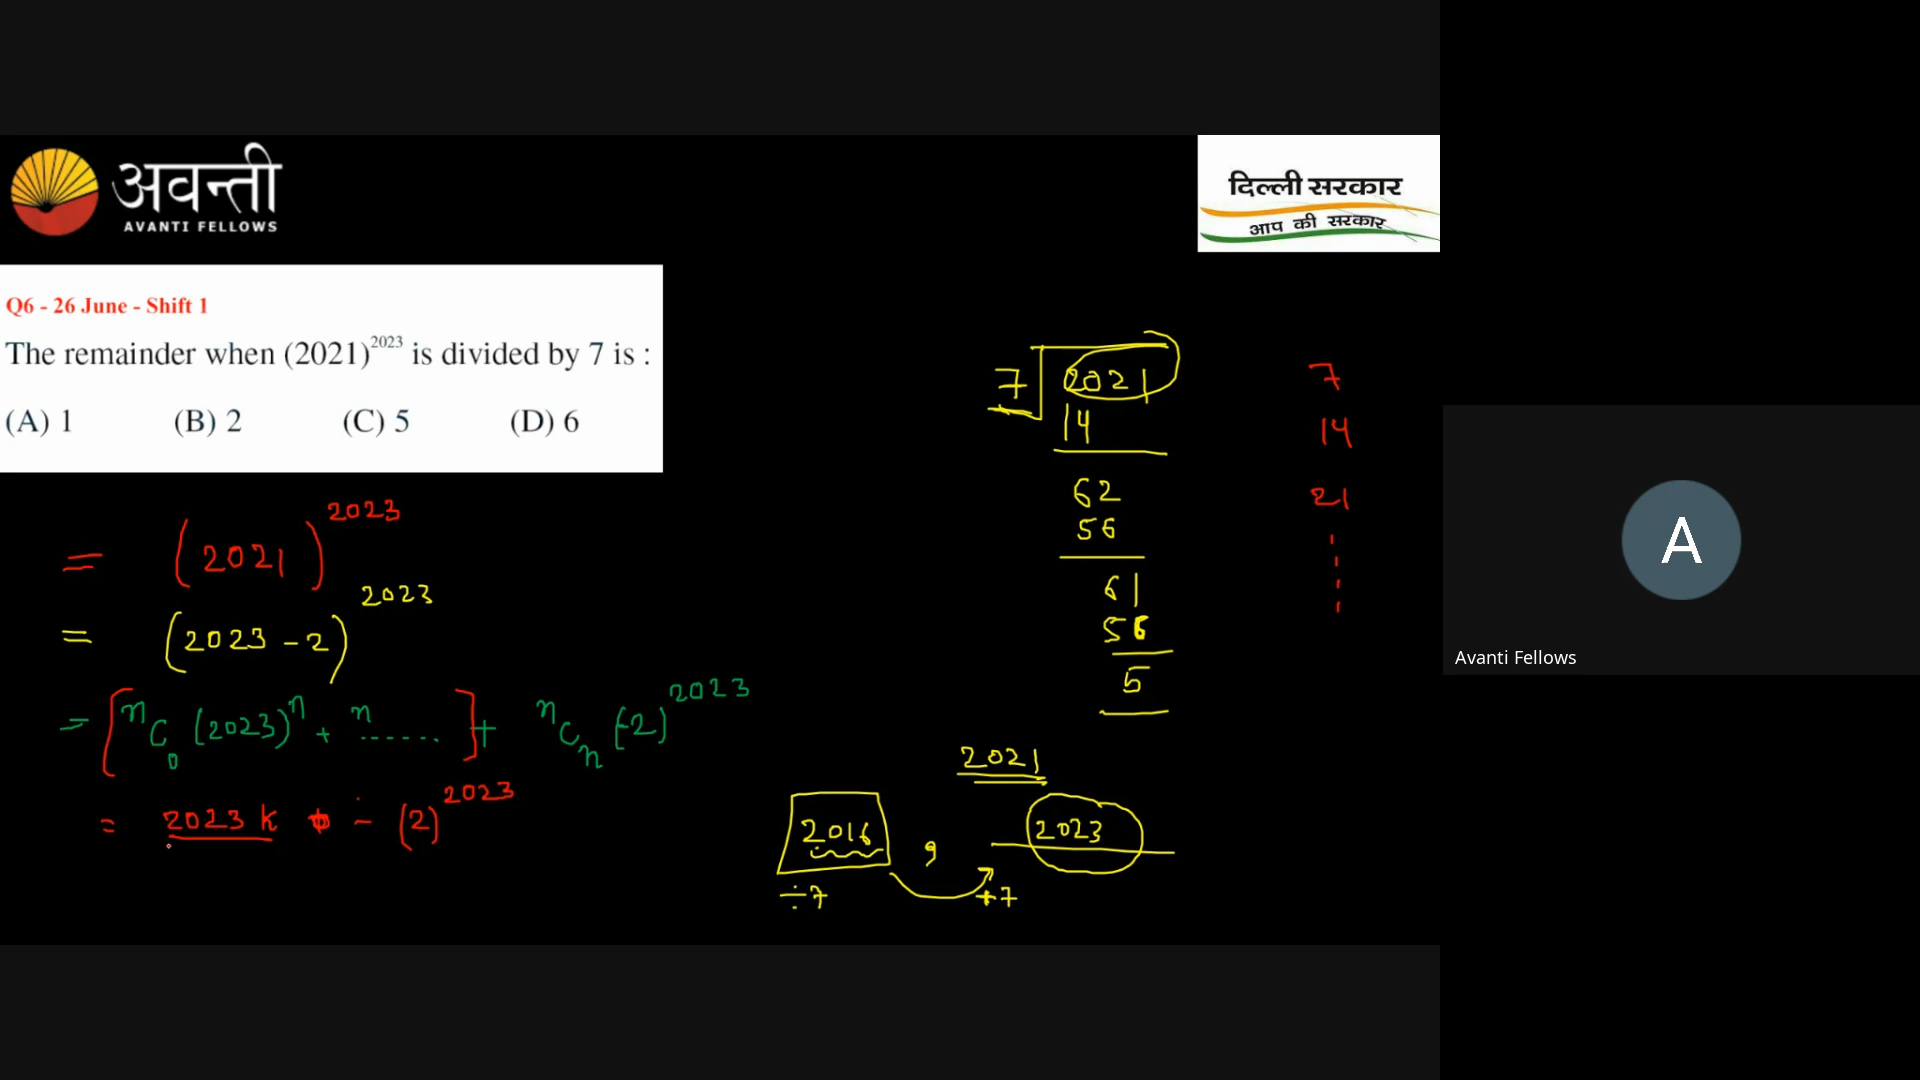 अवन्ती
AVANTI FELLOWS
दिल्ली सरकार
आप की सरकार
Q6 - 26 June - Shift 1
The remainder when (2021)^2023 is divided by 7 is :
(A) 1 (B) 2 (C) 5 (D) 6
= (2021)^2023
= (2023 - 2)^2023
= [ⁿC₀ (2023)ⁿ + ⁿ ......] + ⁿCₙ (-2)^2023
= 2023 k - (2)^2023
7 2021
14
62
56
61
56
5
2021
2016 , 2023
÷7 +7
7
14
21
A
Avanti Fellows